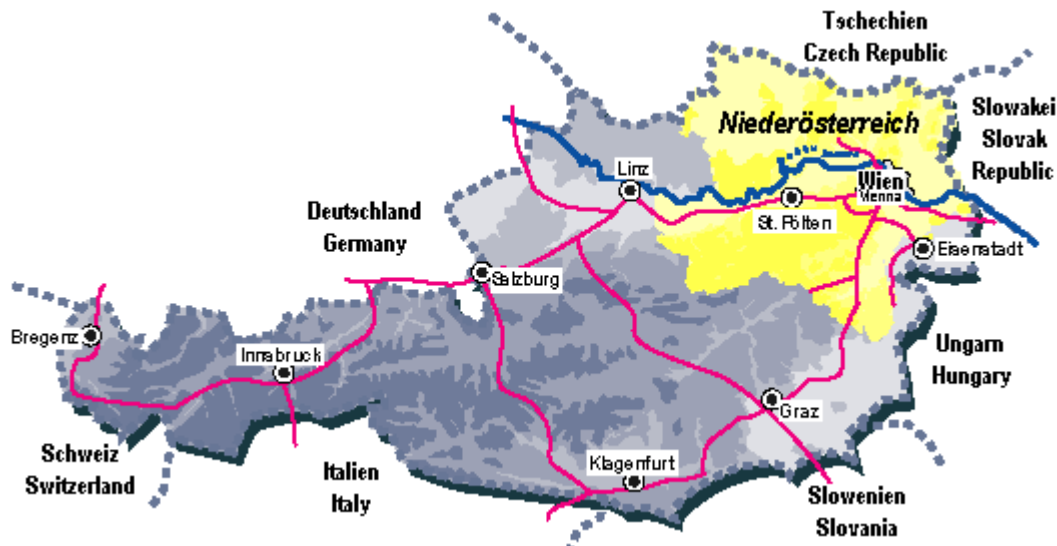 Tschechien
Czech Republic
Slowakei
Slovak
Republic
Niederösterreich
Linz
Wien
Vienna
St. Pölten
Deutschland
Germany
Eisenstadt
Salzburg
Bregenz
Innsbruck
Ungarn
Hungary
Graz
Schweiz
Switzerland
Italien
Italy
Klagenfurt
Slowenien
Slovania